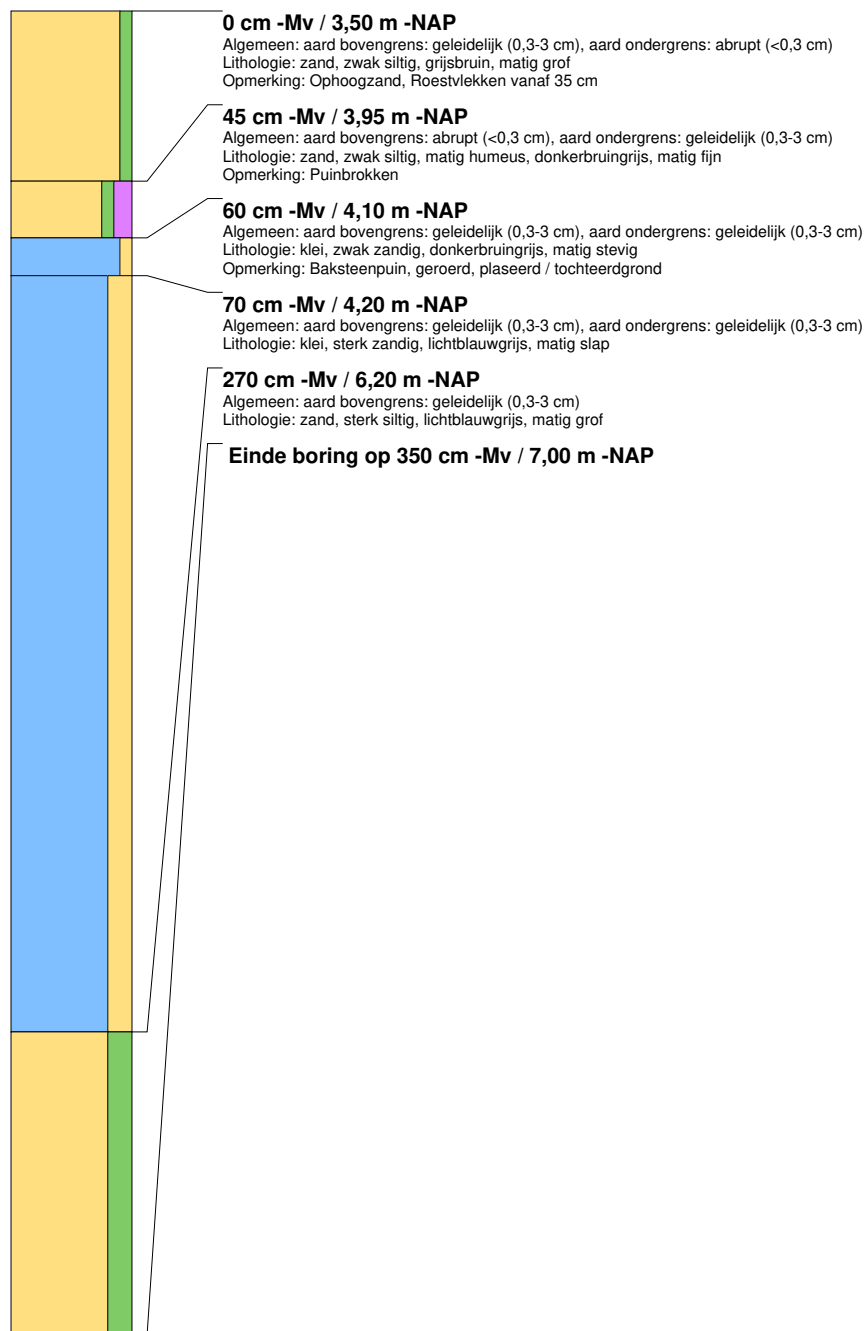 0 cm -Mv / 3,50 m -NAP
Algemeen: aard bovengrens: geleidelijk (0,3-3 cm), aard ondergrens: abrupt (<0,3 cm)
Lithologie: zand, zwak siltig, grijsbruin, matig grof
Opmerking: Ophoogzand, Roestvlekken vanaf 35 cm
45 cm -Mv / 3,95 m -NAP
Algemeen: aard bovengrens: abrupt (<0,3 cm), aard ondergrens: geleidelijk (0,3-3 cm)
Lithologie: zand, zwak siltig, matig humeus, donkerbruingrijs, matig fijn
Opmerking: Puinbrokken
60 cm -Mv / 4,10 m -NAP
Algemeen: aard bovengrens: geleidelijk (0,3-3 cm), aard ondergrens: geleidelijk (0,3-3 cm)
Lithologie: klei, zwak zandig, donkerbruingrijs, matig stevig
Opmerking: Baksteenpuin, geroerd, plaseerd / tochteerdgrond
70 cm -Mv / 4,20 m -NAP
Algemeen: aard bovengrens: geleidelijk (0,3-3 cm), aard ondergrens: geleidelijk (0,3-3 cm)
Lithologie: klei, sterk zandig, lichtblauwgrijs, matig slap
270 cm -Mv / 6,20 m -NAP
Algemeen: aard bovengrens: geleidelijk (0,3-3 cm)
Lithologie: zand, sterk siltig, lichtblauwgrijs, matig grof
Einde boring op 350 cm -Mv / 7,00 m -NAP